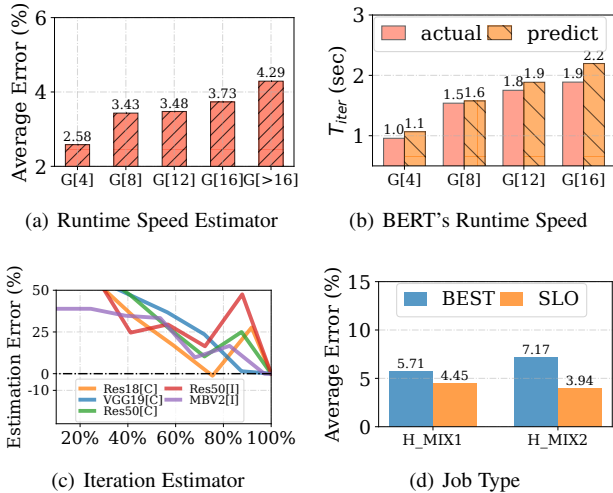 Average Error (%)
6
4
2
2.58
3.43
3.48
3.73
4.29
G[4]
G[8]
G[12]
G[16]
G[>16]
(a) Runtime Speed Estimator
T_iter (sec)
3
2
1
actual
predict
1.0
1.1
1.5
1.6
1.8
1.9
1.9
2.2
G[4]
G[8]
G[12]
G[16]
(b) BERT's Runtime Speed
Estimation Error (%)
50
25
0
-10
Res18[C]
VGG19[C]
Res50[C]
Res50[I]
MBV2[I]
20%
40%
60%
80%
100%
(c) Iteration Estimator
Average Error (%)
15
10
5
0
BEST
SLO
5.71
4.45
7.17
3.94
H_MIX1
H_MIX2
(d) Job Type